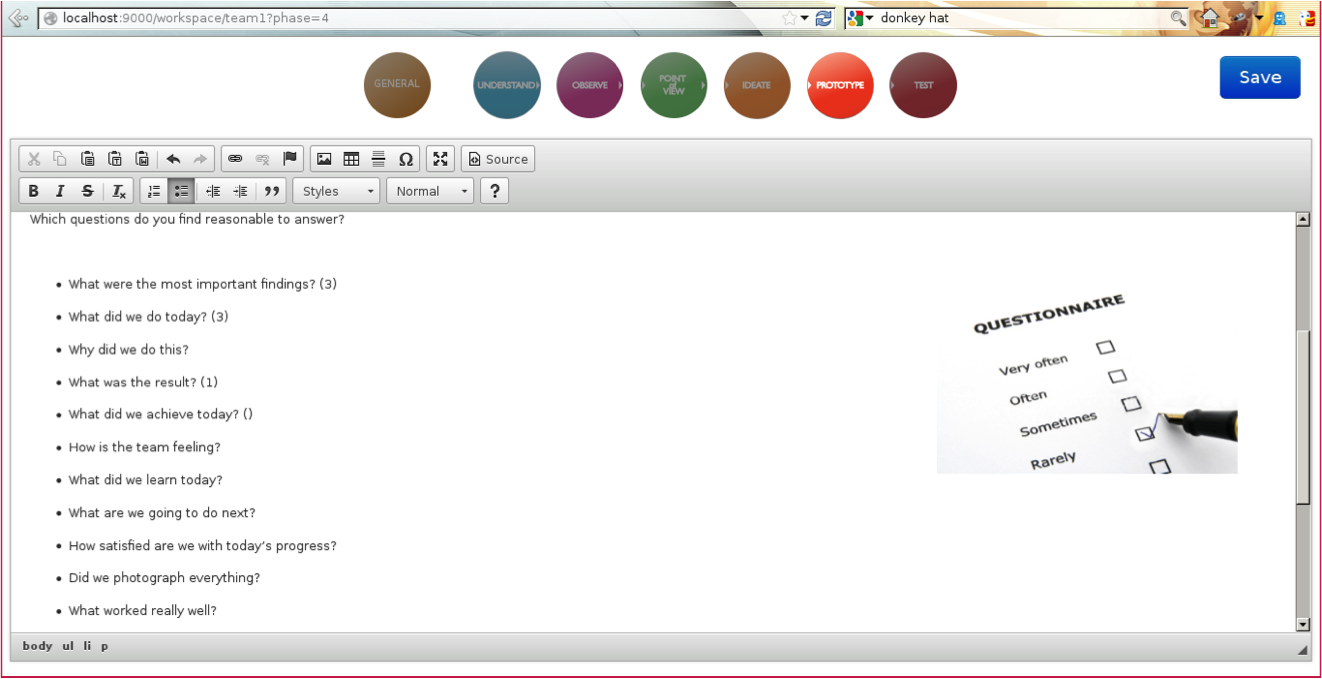 localhost:9000/workspace/team1?phase=4
donkey hat
GENERAL
UNDERSTAND
OBSERVE
POINT
OF
VIEW
IDEATE
PROTOTYPE
TEST
Save
Source
B I S Tx
Styles
Normal
?
Which questions do you find reasonable to answer?
• What were the most important findings? (3)
• What did we do today? (3)
• Why did we do this?
• What was the result? (1)
• What did we achieve today? ()
• How is the team feeling?
• What did we learn today?
• What are we going to do next?
• How satisfied are we with today's progress?
• Did we photograph everything?
• What worked really well?
QUESTIONNAIRE
Very often
Often
Sometimes
Rarely
body ul li p